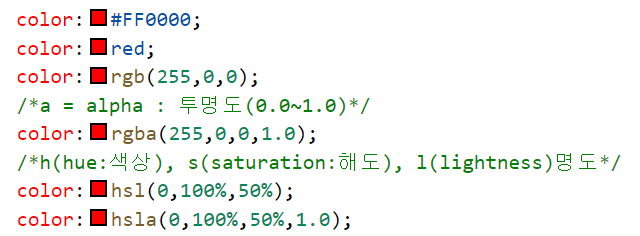 color:#FF0000;
color:red;
color:rgb(255,0,0);
/*a = alpha : 투명도(0.0~1.0)*/
color:rgba(255,0,0,1.0);
/*h(hue:색상), s(saturation:해도), l(lightness)명도*/
color:hsl(0,100%,50%);
color:hsla(0,100%,50%,1.0);